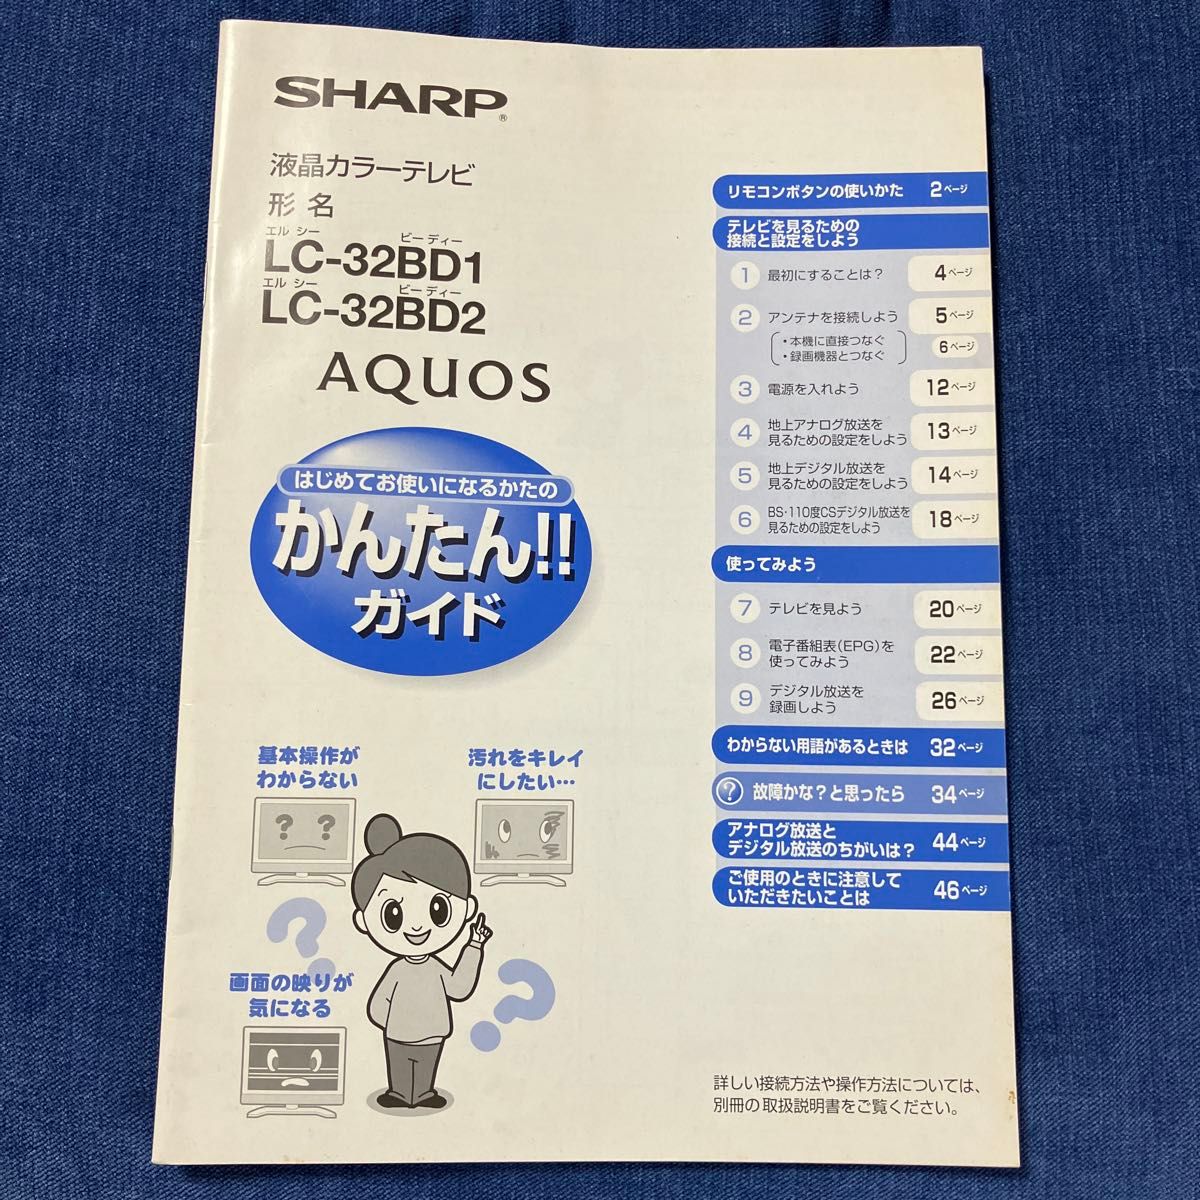 SHARP®
液晶カラーテレビ
形 名
エル シー ビー ディー
LC-32BD1
エル シー ビー ディー
LC-32BD2
AQUOS
はじめてお使いになるかたの
かんたん!!
ガイド
基本操作が
わからない
汚れをキレイ
にしたい…
? ?
?
?
画面の映りが
気になる
リモコンボタンの使いかた 2ページ
テレビを見るための
接続と設定をしよう
1 最初にすることは? 4ページ
2 アンテナを接続しよう 5ページ
・本機に直接つなぐ
・録画機器とつなぐ
6ページ
3 電源を入れよう 12ページ
4 地上アナログ放送を
見るための設定をしよう 13ページ
5 地上デジタル放送を
見るための設定をしよう 14ページ
6 BS・110度CSデジタル放送を
見るための設定をしよう 18ページ
使ってみよう
7 テレビを見よう 20ページ
8 電子番組表(EPG)を
使ってみよう 22ページ
9 デジタル放送を
録画しよう 26ページ
わからない用語があるときは 32ページ
? 故障かな?と思ったら 34ページ
アナログ放送と
デジタル放送のちがいは? 44ページ
ご使用のときに注意して
いただきたいことは 46ページ
詳しい接続方法や操作方法については、
別冊の取扱説明書をご覧ください。